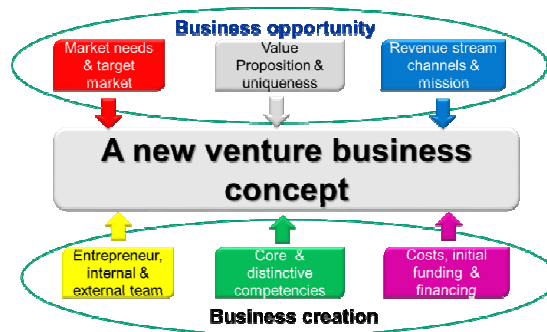 Business opportunity
Market needs
& target
market
Value
Proposition &
uniqueness
Revenue stream
channels &
mission
A new venture business
concept
Entrepreneur,
internal &
external team
Core  &
distinctive
competencies
Costs, initial
funding  &
financing
Business creation